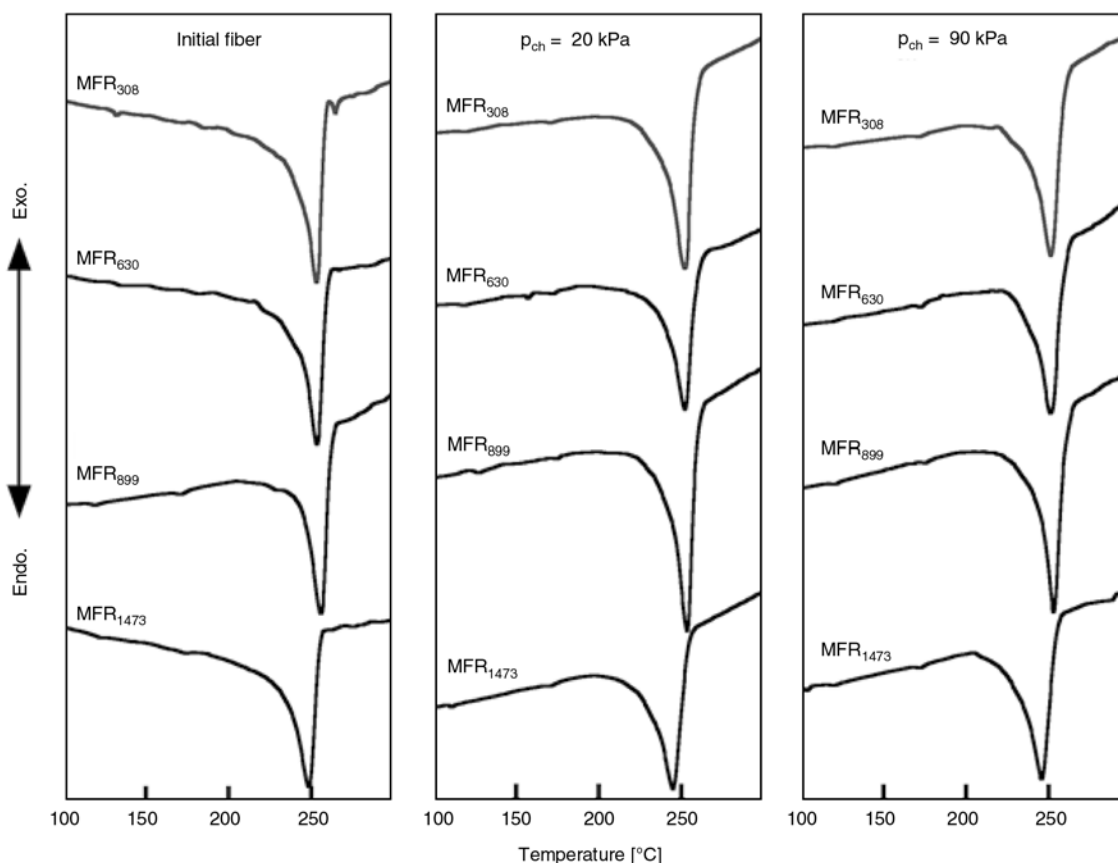 Initial fiber
MFR308
MFR630
MFR899
MFR1473
pch = 20 kPa
MFR308
MFR630
MFR899
MFR1473
pch = 90 kPa
MFR308
MFR630
MFR899
MFR1473
Exo.
Endo.
100 150 200 250
100 150 200 250
100 150 200 250
Temperature [°C]